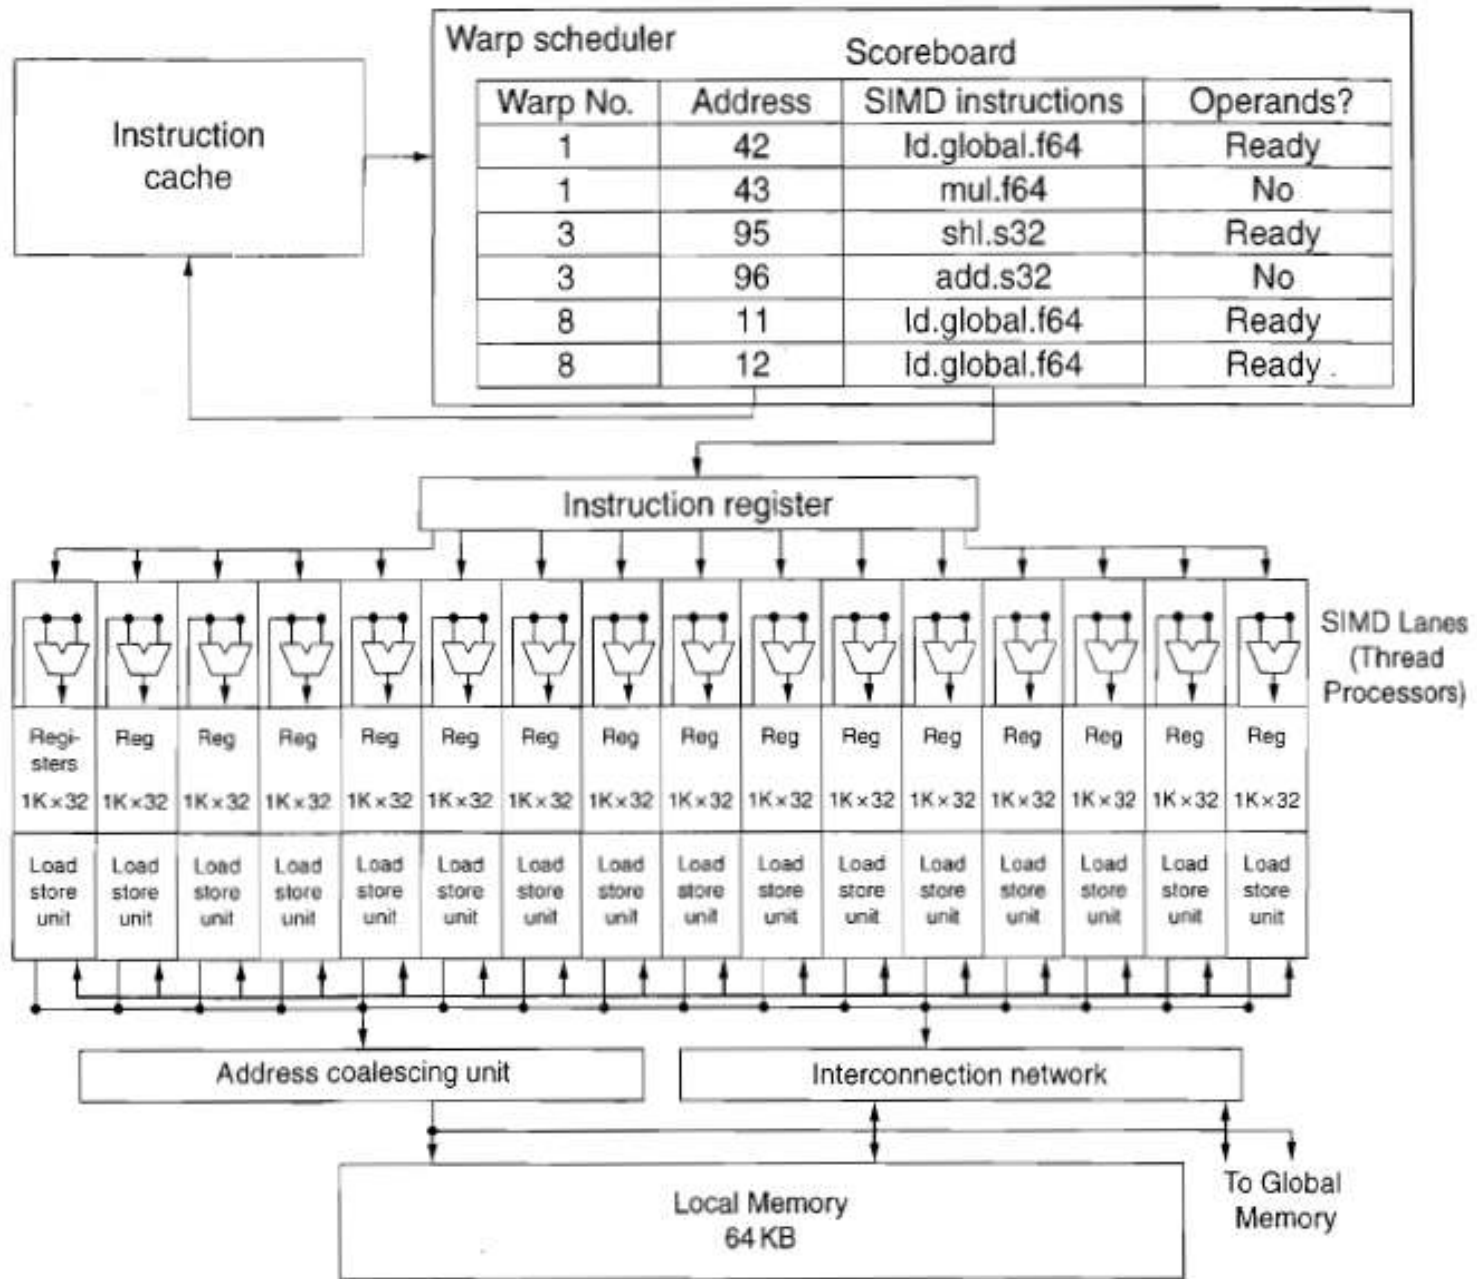 Warp scheduler
Scoreboard
Instruction
cache
Warp No. Address SIMD instructions Operands?
1 42 ld.global.f64 Ready
1 43 mul.f64 No
3 95 shl.s32 Ready
3 96 add.s32 No
8 11 ld.global.f64 Ready
8 12 ld.global.f64 Ready
Instruction register
SIMD Lanes
(Thread
Processors)
Regi- Reg Reg Reg Reg Reg Reg Reg Reg Reg Reg Reg Reg Reg Reg Reg
sters
1K×32 1K×32 1K×32 1K×32 1K×32 1K×32 1K×32 1K×32 1K×32 1K×32 1K×32 1K×32 1K×32 1K×32 1K×32 1K×32
Load Load Load Load Load Load Load Load Load Load Load Load Load Load Load Load
store store store store store store store store store store store store store store store store
unit unit unit unit unit unit unit unit unit unit unit unit unit unit unit unit
Address coalescing unit
Interconnection network
Local Memory
64 KB
To Global
Memory